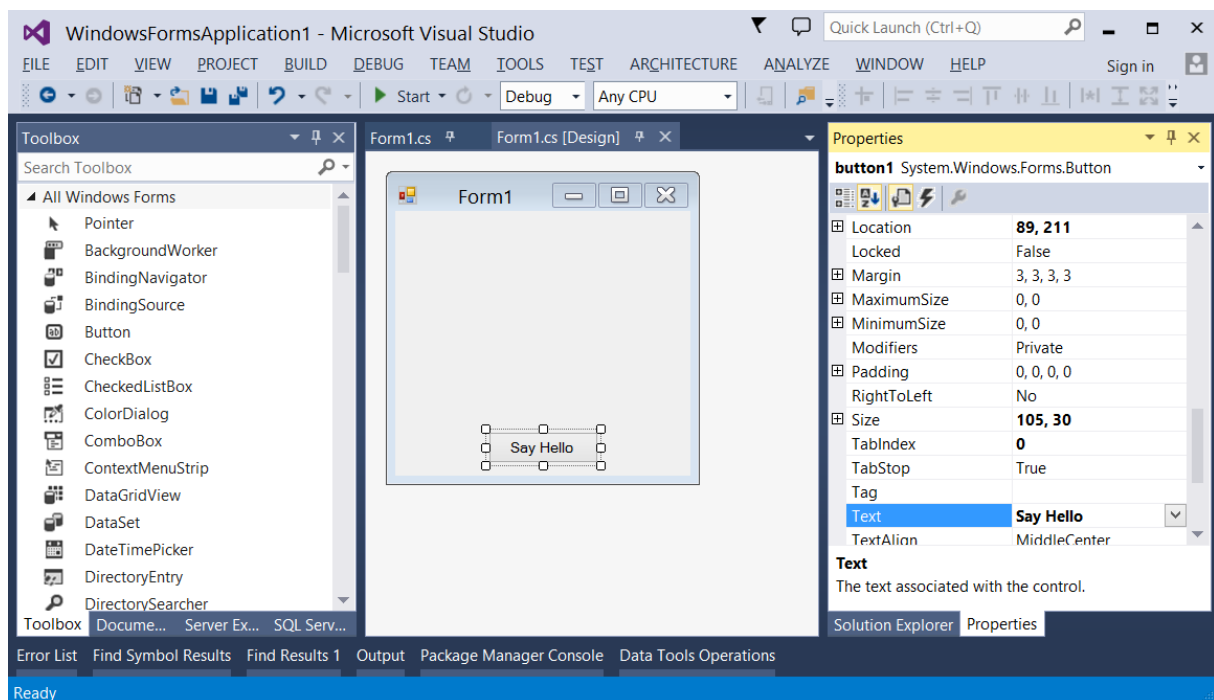 WindowsFormsApplication1 - Microsoft Visual Studio
Quick Launch (Ctrl+Q)
FILE EDIT VIEW PROJECT BUILD DEBUG TEAM TOOLS TEST ARCHITECTURE ANALYZE WINDOW HELP Sign in
Start Debug Any CPU
Toolbox
Search Toolbox
All Windows Forms
Pointer
BackgroundWorker
BindingNavigator
BindingSource
Button
CheckBox
CheckedListBox
ColorDialog
ComboBox
ContextMenuStrip
DataGridView
DataSet
DateTimePicker
DirectoryEntry
DirectorySearcher
Toolbox Docume... Server Ex... SQL Serv...
Form1.cs Form1.cs [Design]
Form1
Say Hello
Properties
button1 System.Windows.Forms.Button
Location 89, 211
Locked False
Margin 3, 3, 3, 3
MaximumSize 0, 0
MinimumSize 0, 0
Modifiers Private
Padding 0, 0, 0, 0
RightToLeft No
Size 105, 30
TabIndex 0
TabStop True
Tag
Text Say Hello
TextAlign MiddleCenter
Text
The text associated with the control.
Solution Explorer Properties
Error List Find Symbol Results Find Results 1 Output Package Manager Console Data Tools Operations
Ready